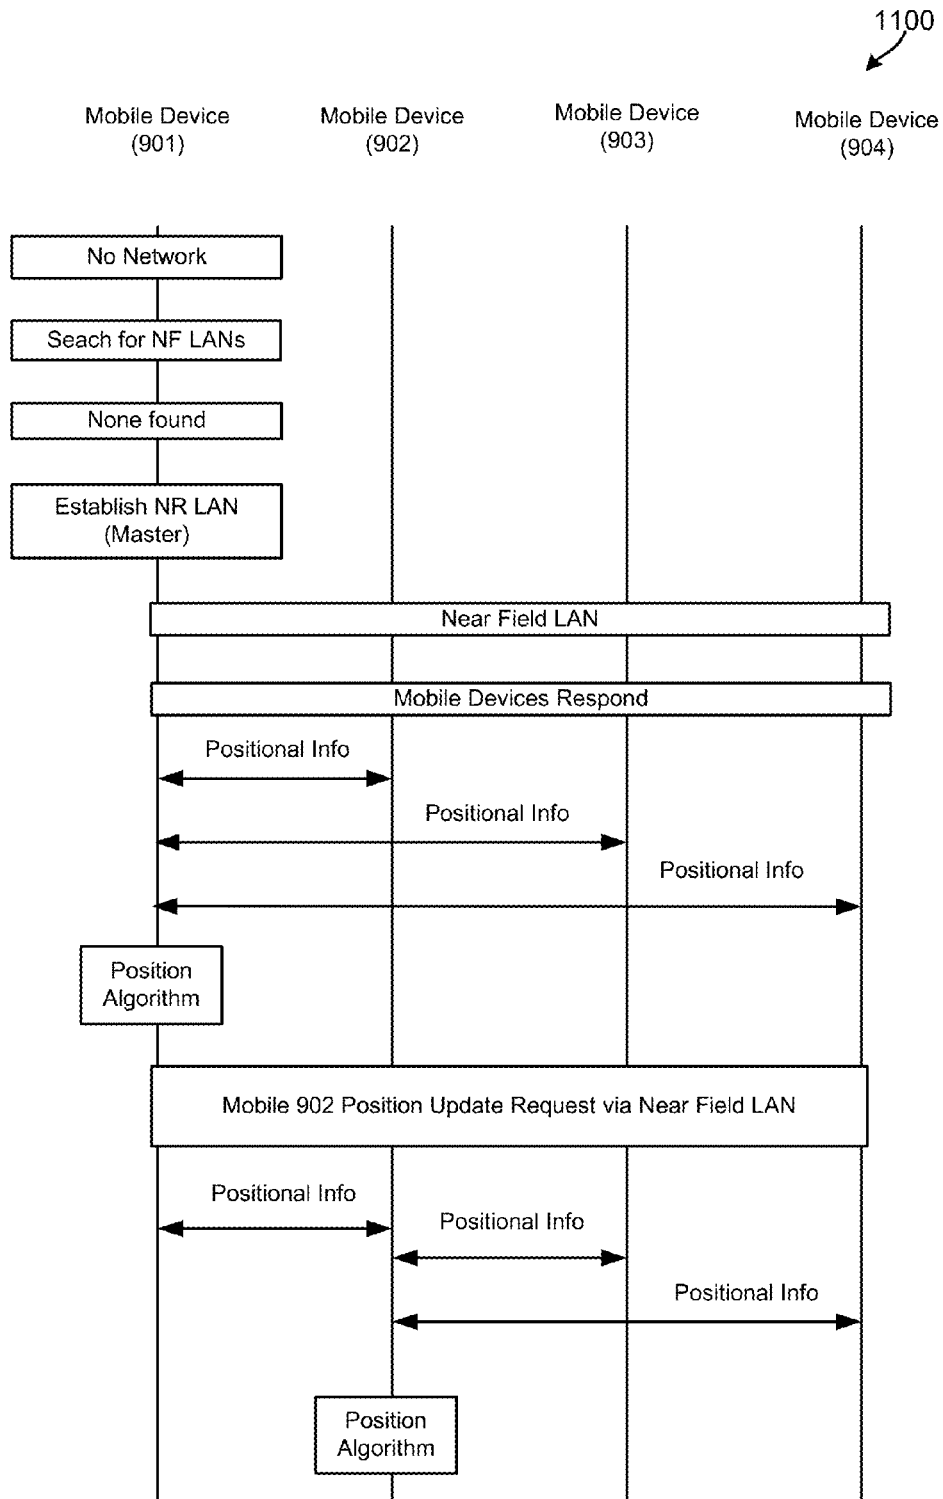 1100
Mobile Device
(901)
Mobile Device
(902)
Mobile Device
(903)
Mobile Device
(904)
No Network
Seach for NF LANs
None found
Establish NR LAN
(Master)
Near Field LAN
Mobile Devices Respond
Positional Info
Positional Info
Positional Info
Position
Algorithm
Mobile 902 Position Update Request via Near Field LAN
Positional Info
Positional Info
Positional Info
Position
Algorithm